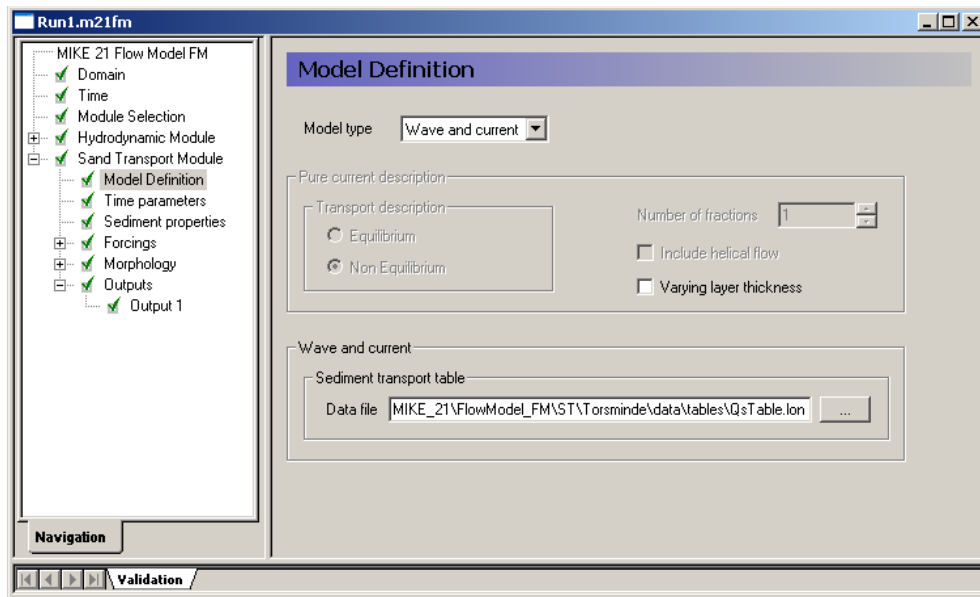 Run1.m21fm
MIKE 21 Flow Model FM
Domain
Time
Module Selection
Hydrodynamic Module
Sand Transport Module
Model Definition
Time parameters
Sediment properties
Forcings
Morphology
Outputs
Output 1
Navigation
Model Definition
Model type Wave and current
Pure current description
Transport description
Equilibrium
Non Equilibrium
Number of fractions 1
Include helical flow
Varying layer thickness
Wave and current
Sediment transport table
Data file MIKE_21\FlowModel_FM\ST\Torsminde\data\tables\QsTable.lon ...
Validation